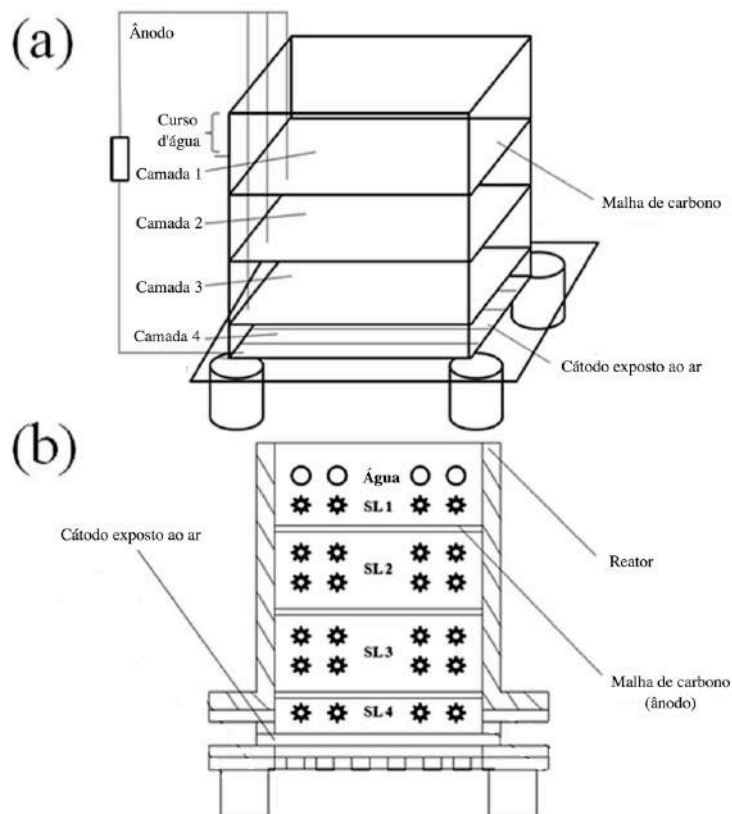 (a)
Ânodo
Curso
d'água
Camada 1
Camada 2
Malha de carbono
Camada 3
Camada 4
Cátodo exposto ao ar
(b)
Água
SL 1
Cátodo exposto ao ar
SL 2
Reator
SL 3
Malha de carbono
(ânodo)
SL 4